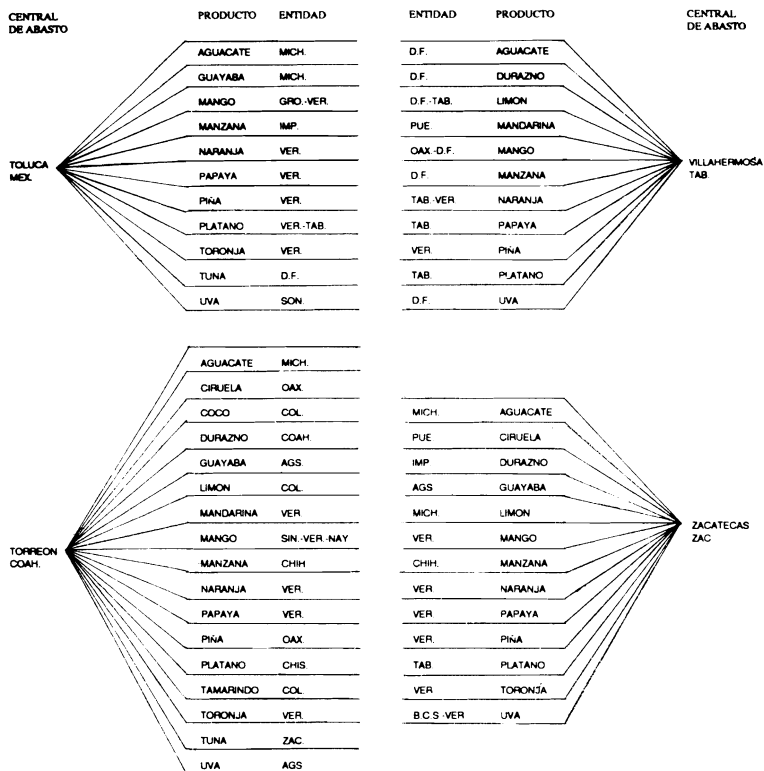 CENTRAL DE ABASTO
PRODUCTO ENTIDAD
AGUACATE MICH.
GUAYABA MICH.
MANGO GRO.-VER.
MANZANA IMP.
NARANJA VER.
PAPAYA VER.
PIÑA VER.
PLATANO VER.-TAB.
TORONJA VER.
TUNA D.F.
UVA SON.
TOLUCA
MEX.
ENTIDAD PRODUCTO
CENTRAL DE ABASTO
D.F. AGUACATE
D.F. DURAZNO
D.F.-TAB. LIMON
PUE. MANDARINA
OAX.-D.F. MANGO
D.F. MANZANA
TAB.-VER NARANJA
TAB. PAPAYA
VER. PIÑA
TAB. PLATANO
D.F. UVA
VILLAHERMOSA
TAB.
AGUACATE MICH.
CIRUELA OAX.
COCO COL.
DURAZNO COAH.
GUAYABA AGS.
LIMON COL.
MANDARINA VER.
MANGO SIN.-VER.-NAY
MANZANA CHIH
NARANJA VER.
PAPAYA VER.
PIÑA OAX.
PLATANO CHIS.
TAMARINDO COL.
TORONJA VER.
TUNA ZAC.
UVA AGS
TORREON
COAH.
MICH. AGUACATE
PUE. CIRUELA
IMP DURAZNO
AGS GUAYABA
MICH. LIMON
VER. MANGO
CHIH. MANZANA
VER NARANJA
VER PAPAYA
VER. PIÑA
TAB PLATANO
VER TORONJA
B.C.S.-VER UVA
ZACATECAS
ZAC